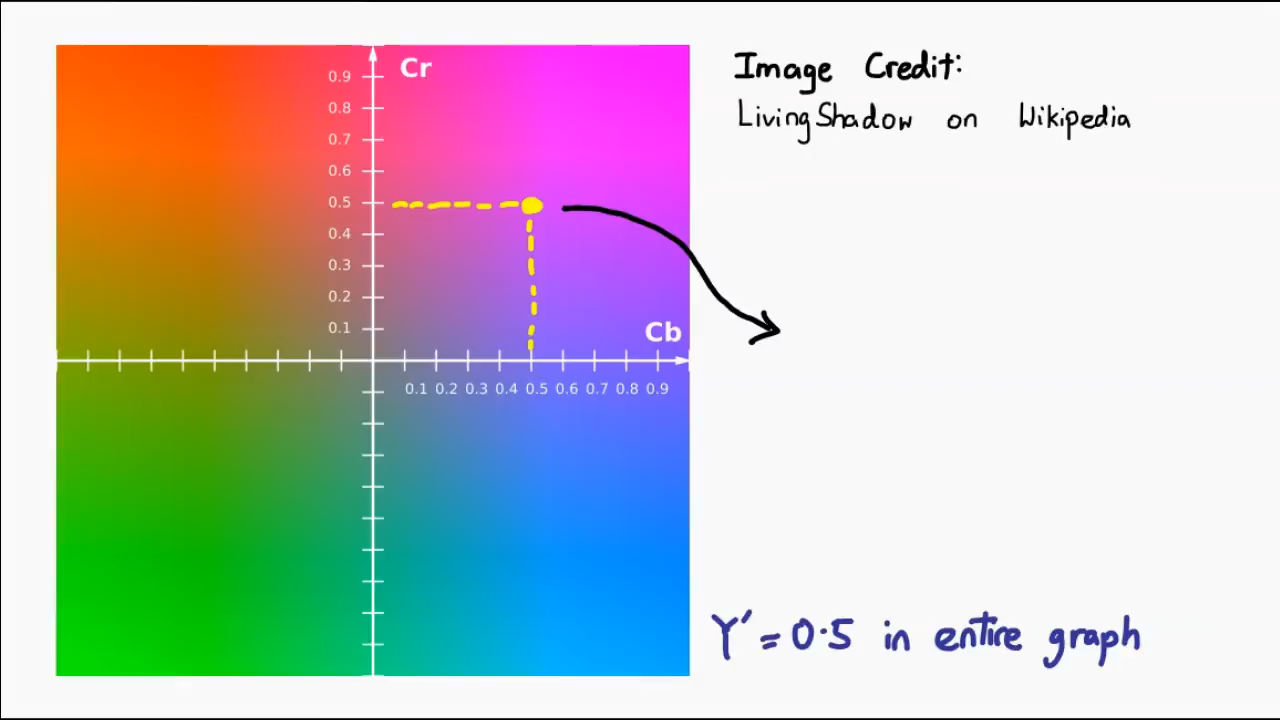 Cr
0.9
0.8
0.7
0.6
0.5
0.4
0.3
0.2
0.1
Cb
0.1 0.2 0.3 0.4 0.5 0.6 0.7 0.8 0.9
Image Credit:
LivingShadow on Wikipedia
Y' = 0.5 in entire graph